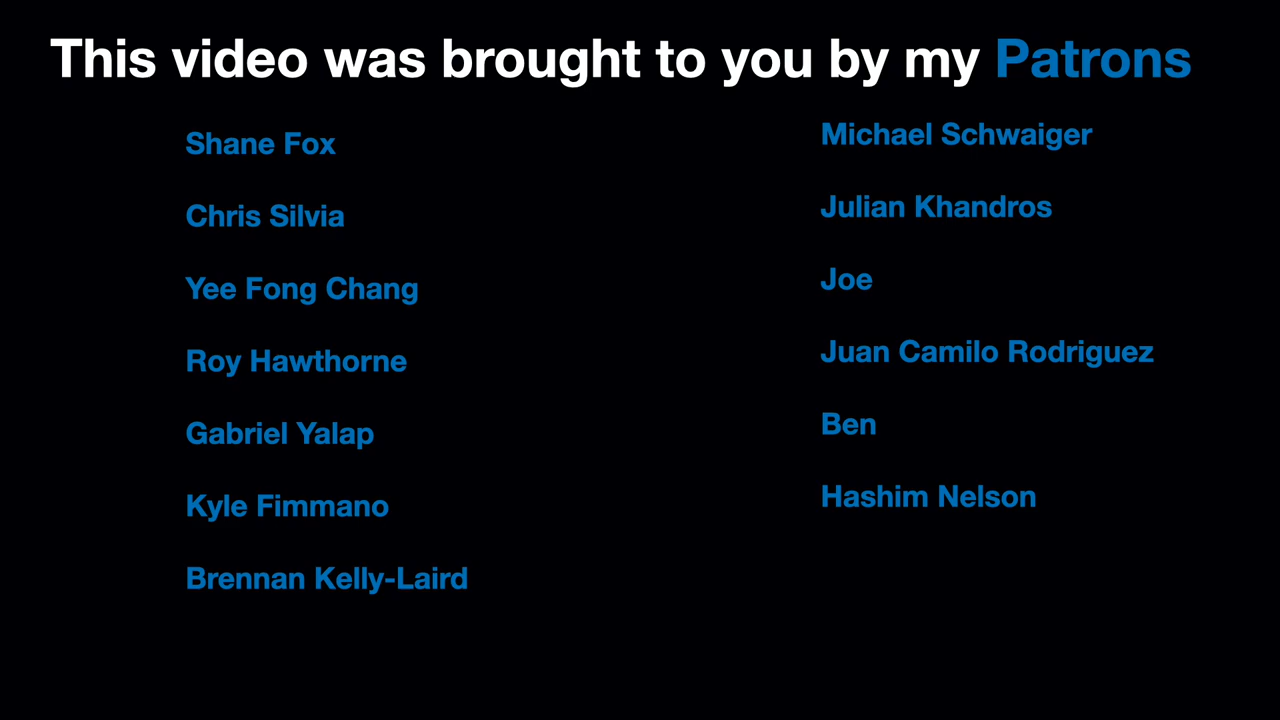 This video was brought to you by my Patrons
Shane Fox
Chris Silvia
Yee Fong Chang
Roy Hawthorne
Gabriel Yalap
Kyle Fimmano
Brennan Kelly-Laird
Michael Schwaiger
Julian Khandros
Joe
Juan Camilo Rodriguez
Ben
Hashim Nelson